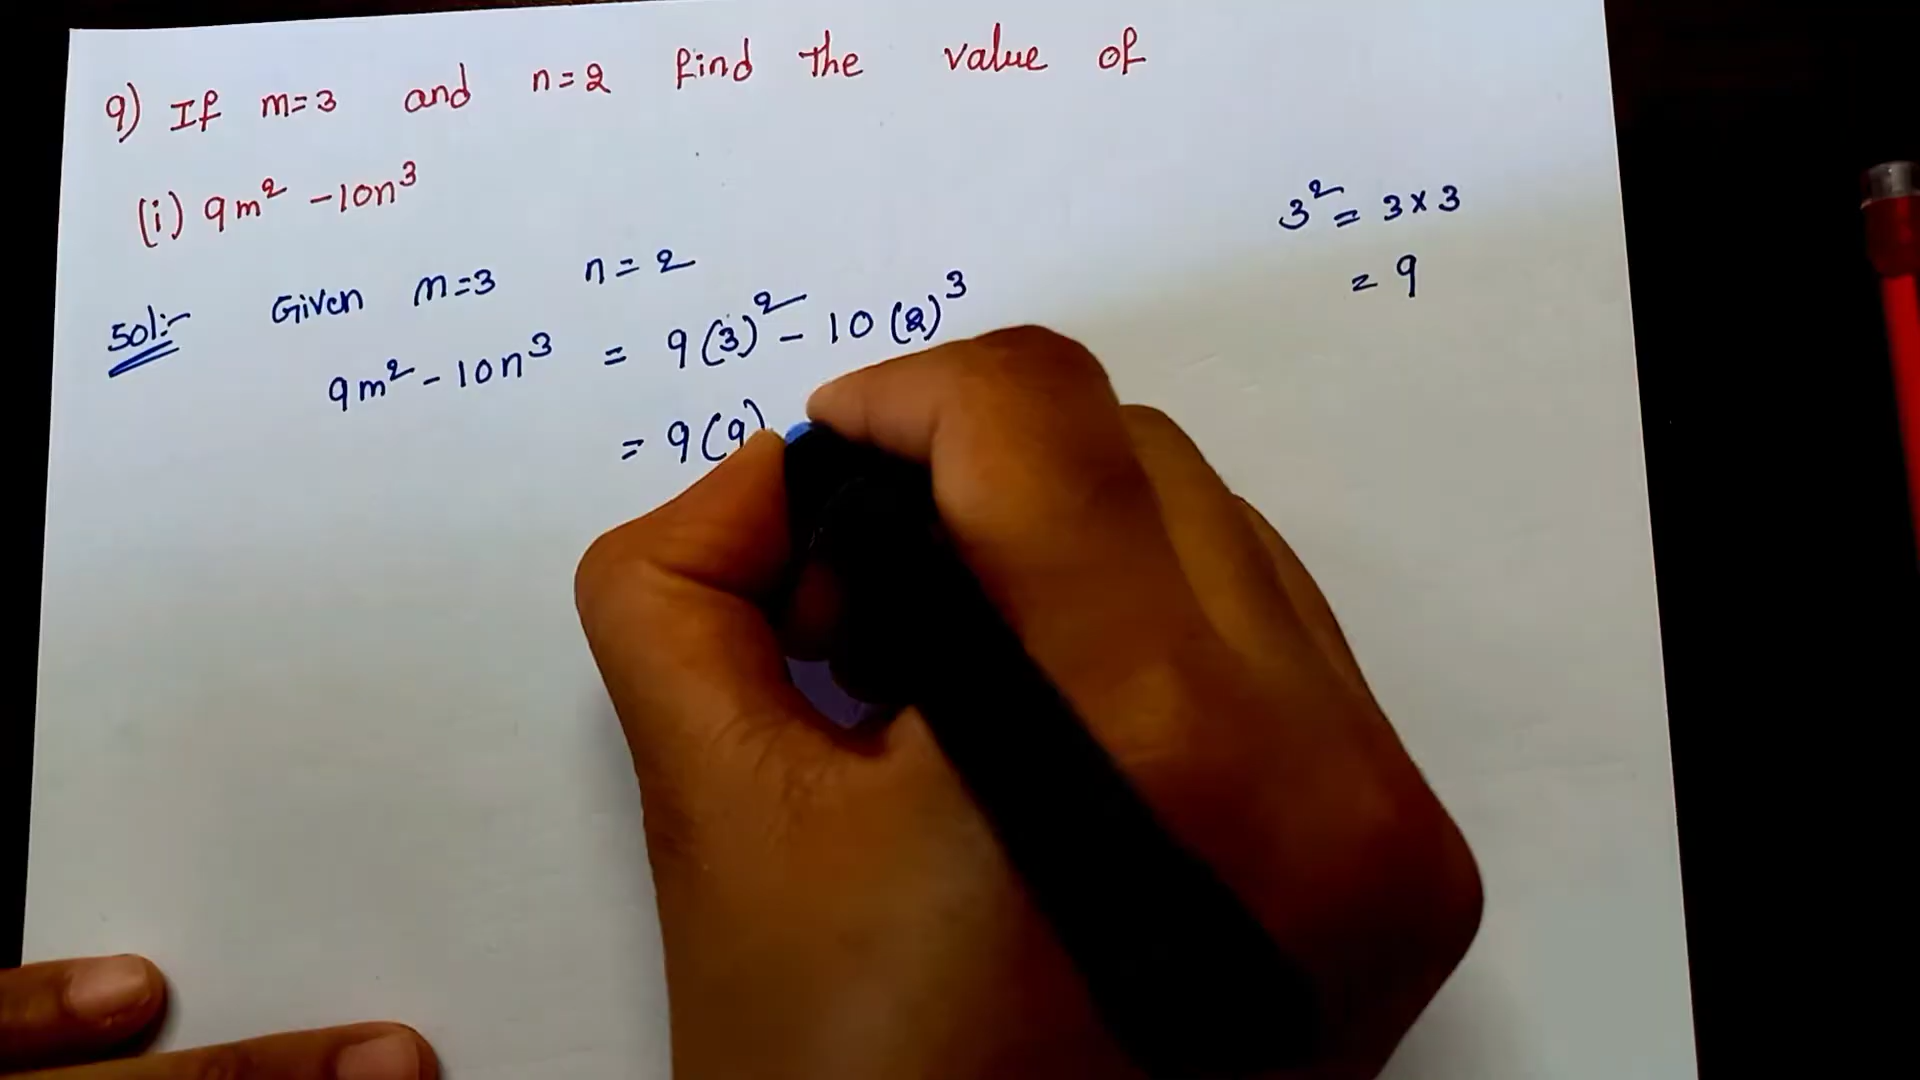 9) If m=3 and n=2 find the value of
(i) 9m² -10n³
Sol:- Given m=3 n=2
9m² - 10n³ = 9(3)² - 10(2)³
= 9(9)
3² = 3×3
= 9